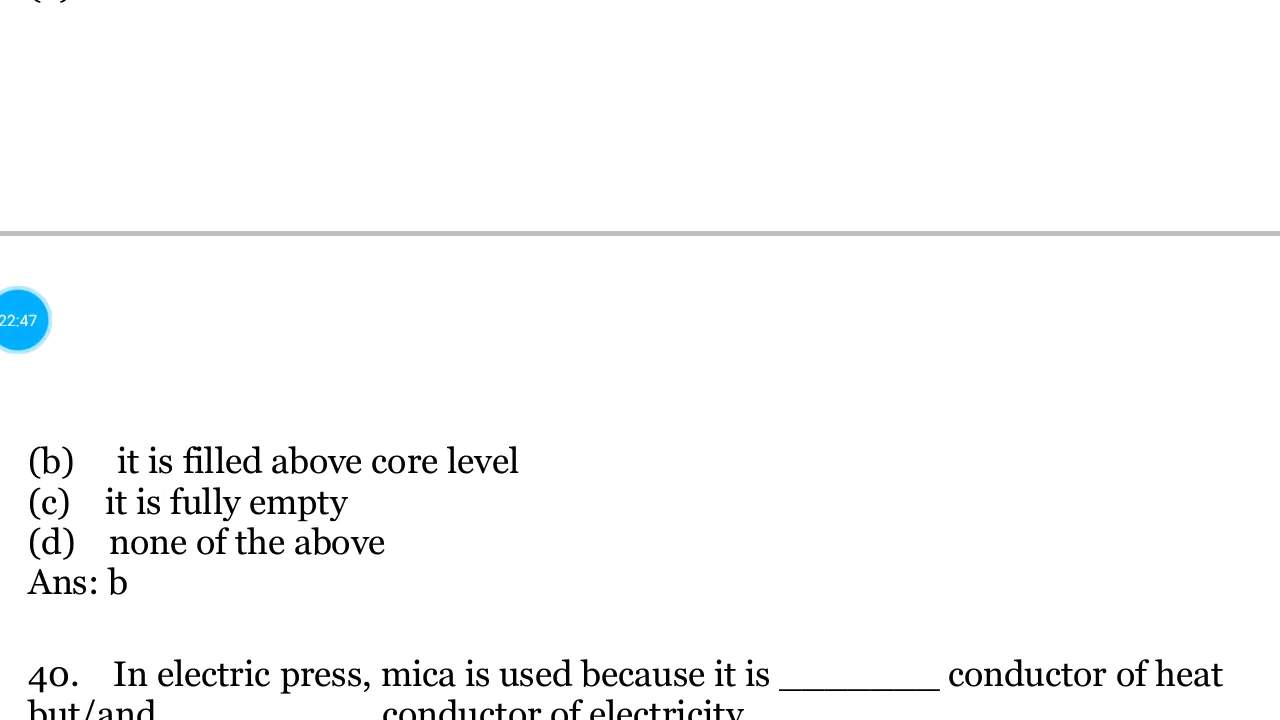 22:47
(b) it is filled above core level
(c) it is fully empty
(d) none of the above
Ans: b
40. In electric press, mica is used because it is ________ conductor of heat
but/and conductor of electricity